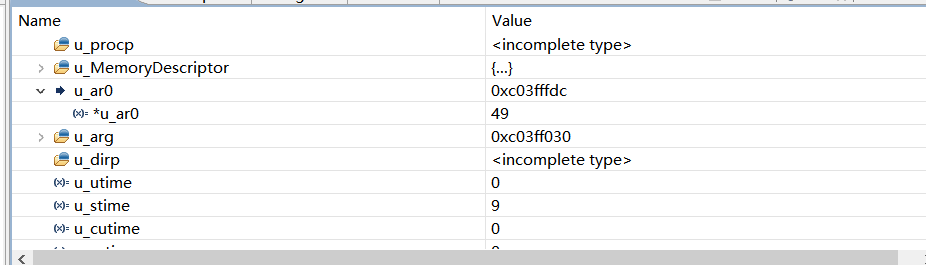 Name Value
u_procp <incomplete type>
u_MemoryDescriptor {...}
u_ar0 0xc03fffdc
(x)= *u_ar0 49
u_arg 0xc03ff030
u_dirp <incomplete type>
(x)= u_utime 0
(x)= u_stime 9
(x)= u_cutime 0